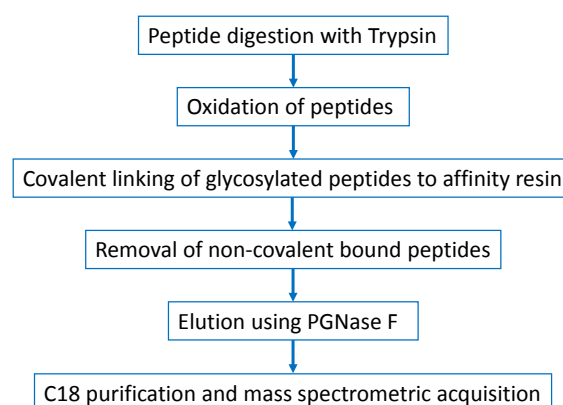 Peptide digestion with Trypsin
Oxidation of peptides
Covalent linking of glycosylated peptides to affinity resin
Removal of non-covalent bound peptides
Elution using PGNase F
C18 purification and mass spectrometric acquisition